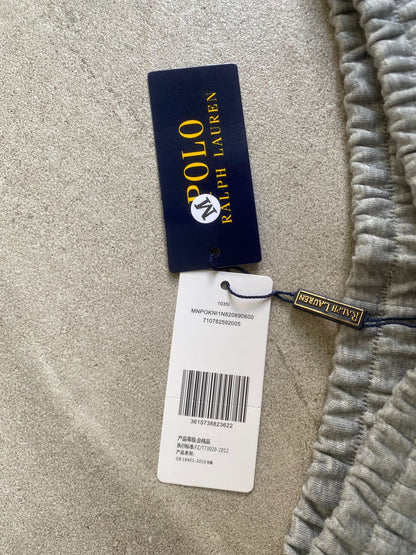 POLO
RALPH LAUREN
M
RALPH LAUREN
1035I
MNPOKNI1N820690600
710782592005
3615738823622
产品等级:合格品
执行标准:FZ/T73020-2012
产品类别:
GB 18401-2010 B类